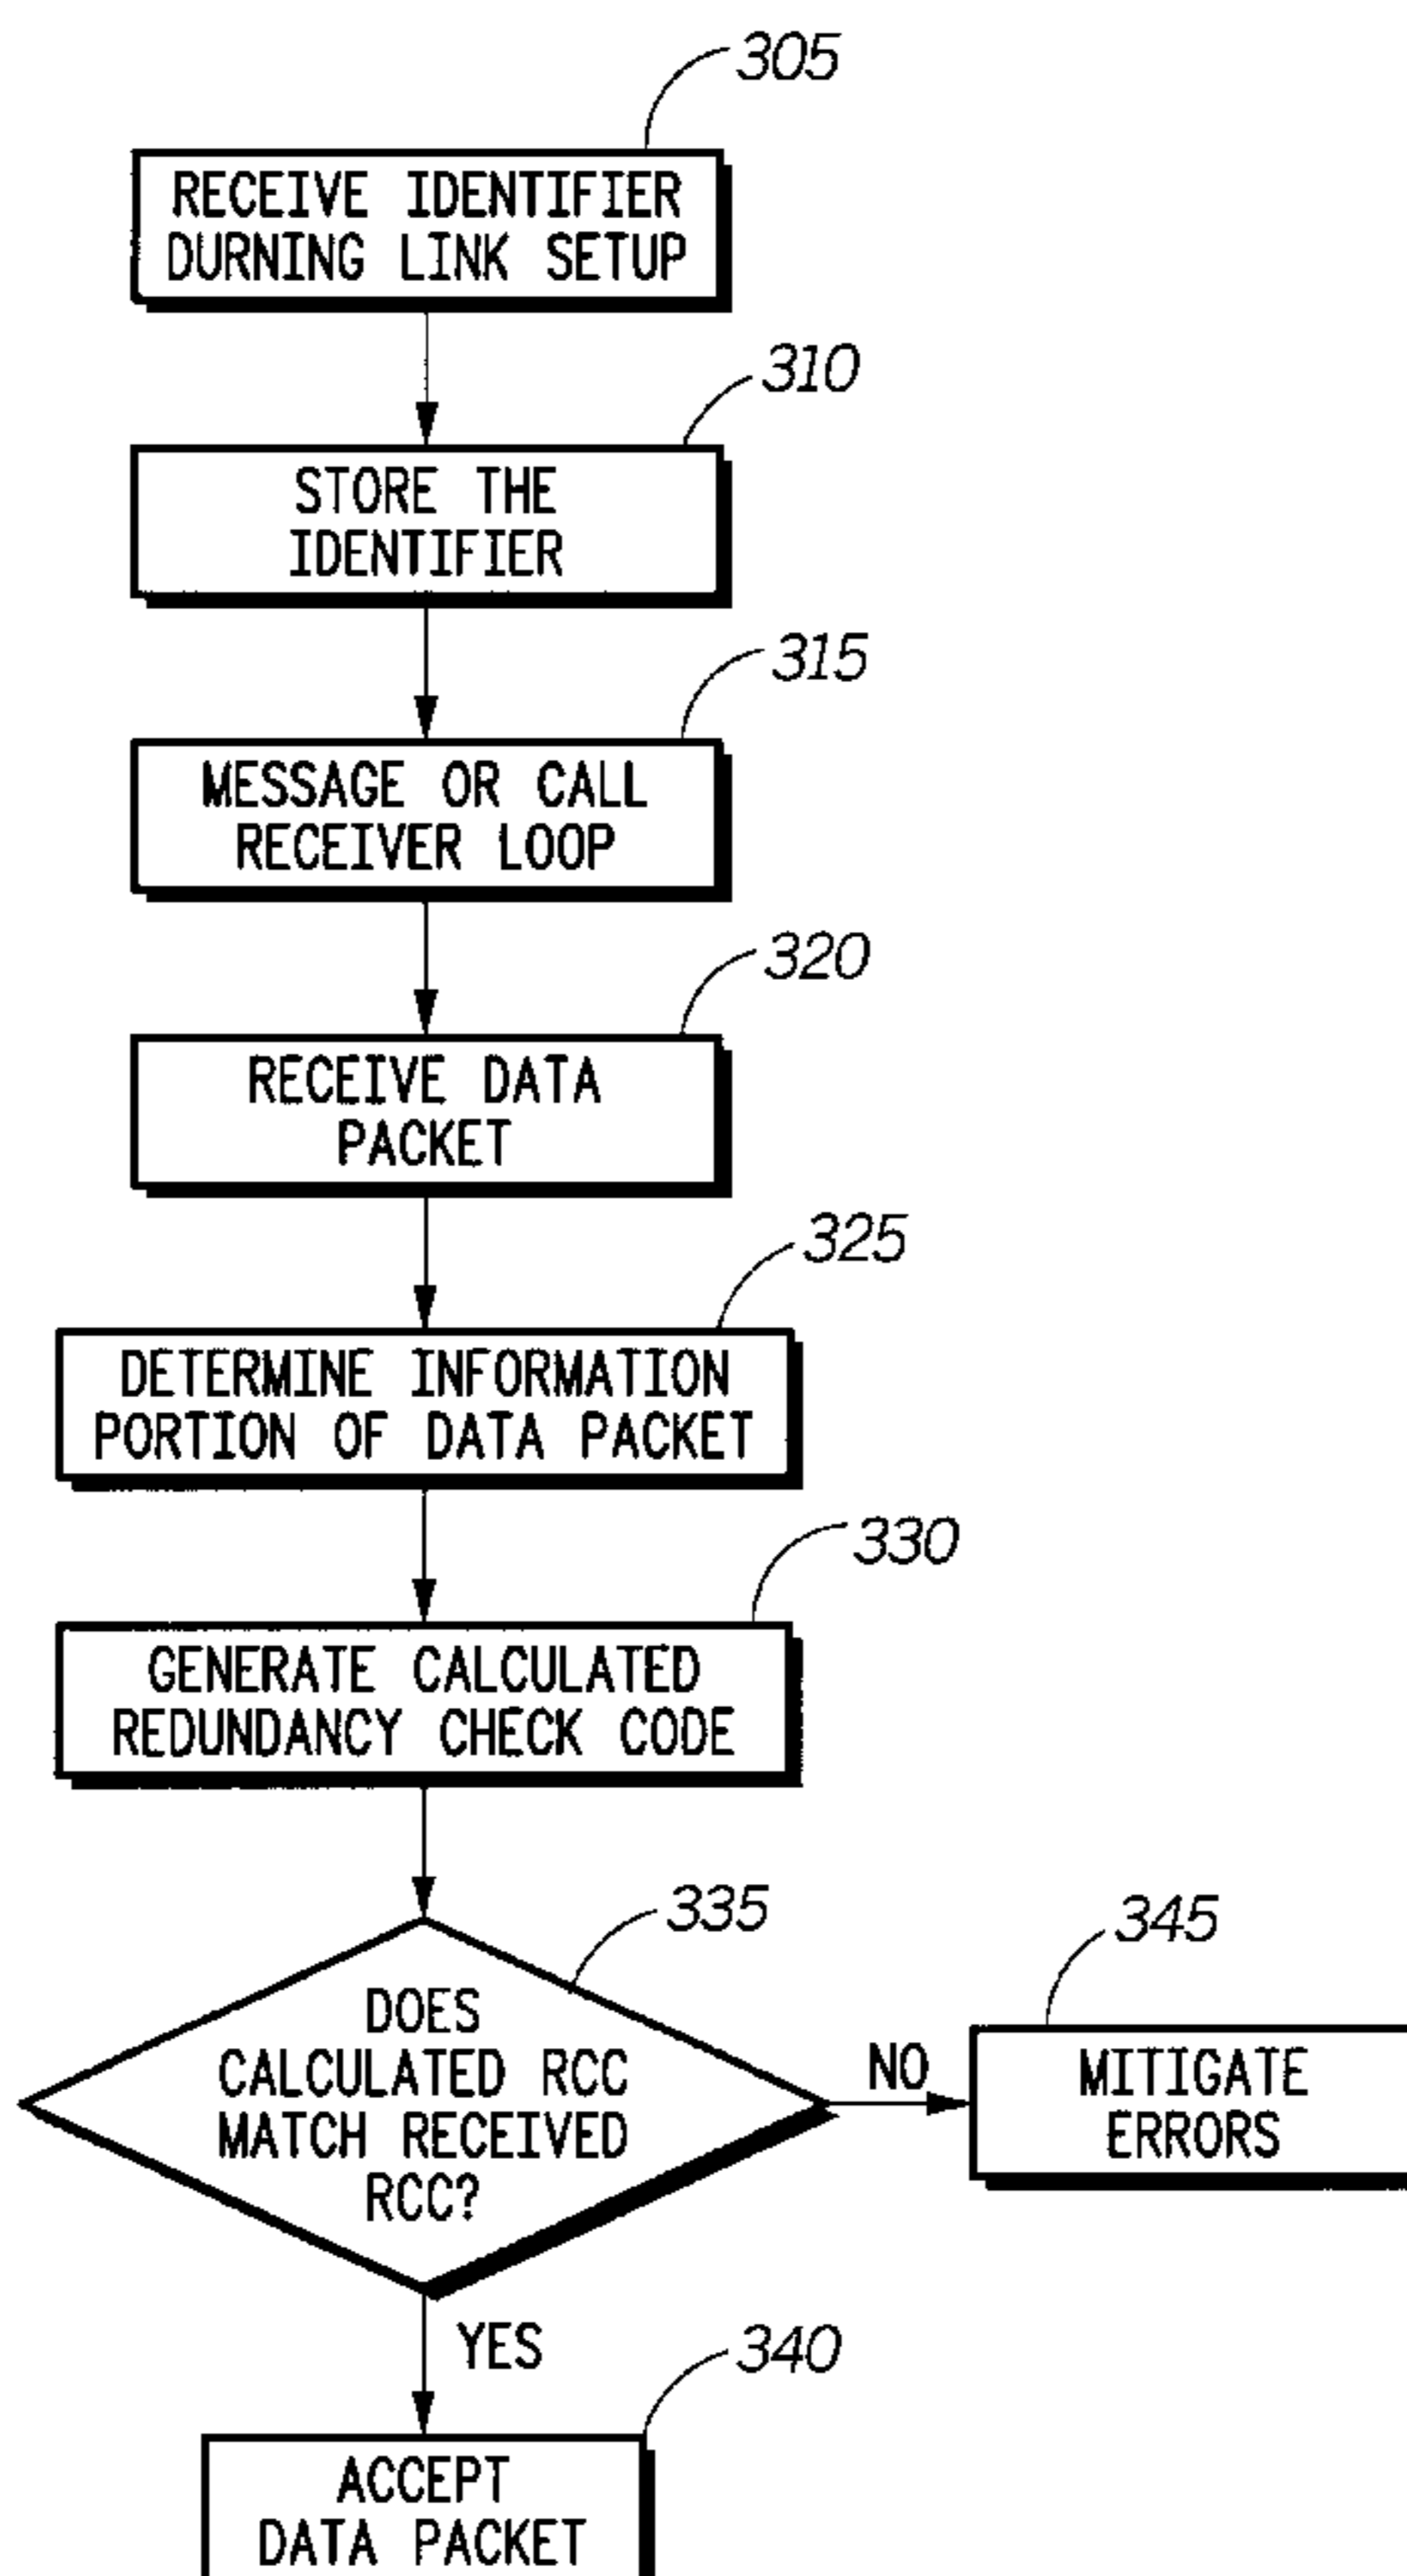 305
RECEIVE IDENTIFIER
DURNING LINK SETUP
310
STORE THE
IDENTIFIER
315
MESSAGE OR CALL
RECEIVER LOOP
320
RECEIVE DATA
PACKET
325
DETERMINE INFORMATION
PORTION OF DATA PACKET
330
GENERATE CALCULATED
REDUNDANCY CHECK CODE
335
DOES
CALCULATED RCC
MATCH RECEIVED
RCC?
NO
345
MITIGATE
ERRORS
YES
340
ACCEPT
DATA PACKET